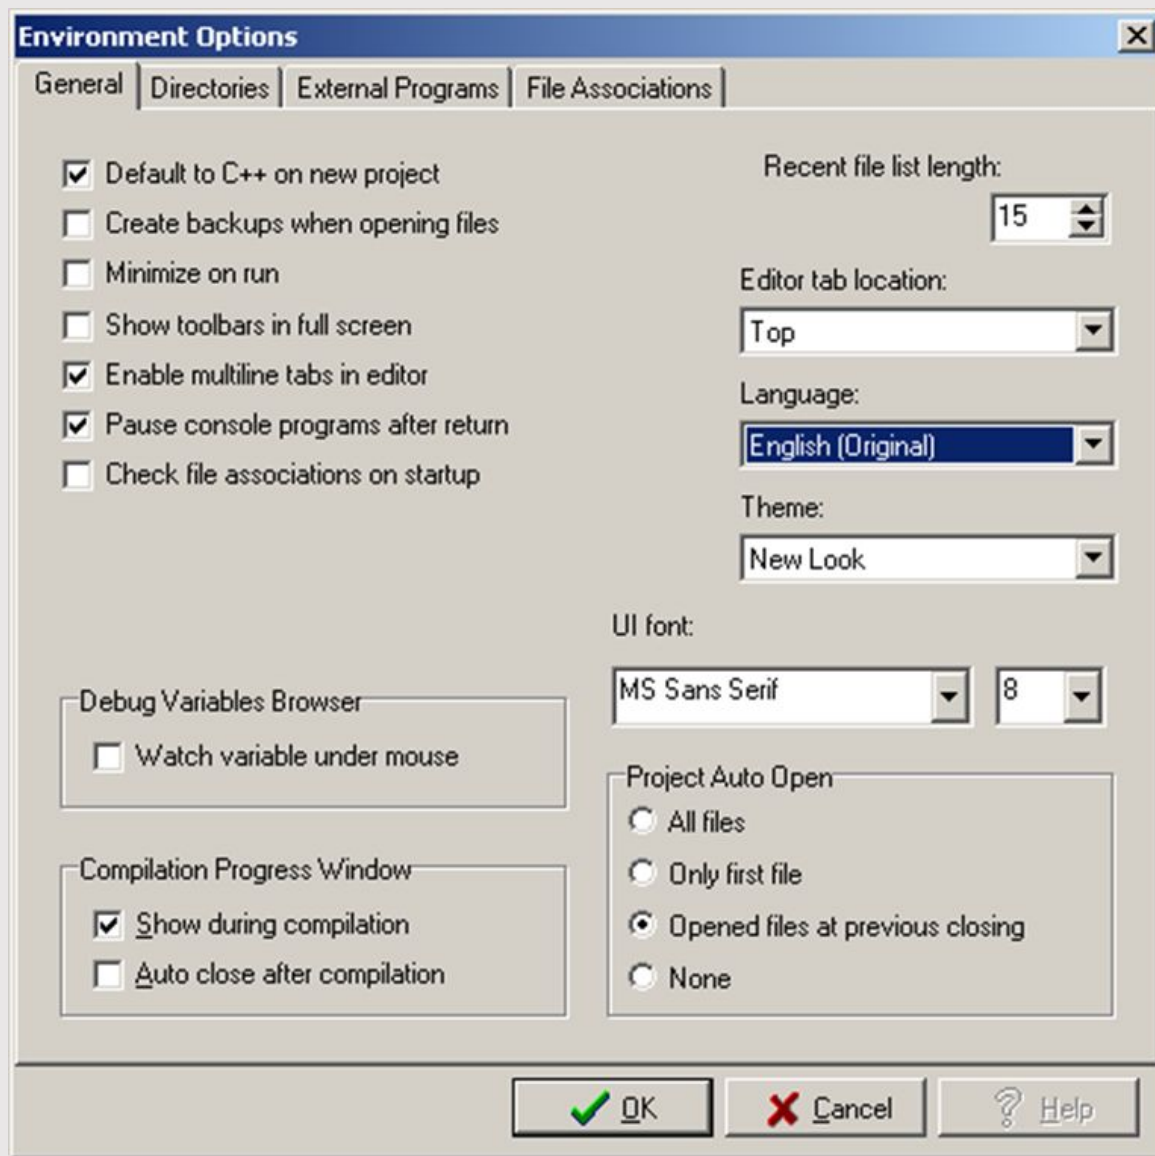 Environment Options
General Directories External Programs File Associations
Default to C++ on new project
Create backups when opening files
Minimize on run
Show toolbars in full screen
Enable multiline tabs in editor
Pause console programs after return
Check file associations on startup
Recent file list length:
15
Editor tab location:
Top
Language:
English (Original)
Theme:
New Look
UI font:
MS Sans Serif 8
Debug Variables Browser
Watch variable under mouse
Compilation Progress Window
Show during compilation
Auto close after compilation
Project Auto Open
All files
Only first file
Opened files at previous closing
None
OK Cancel Help